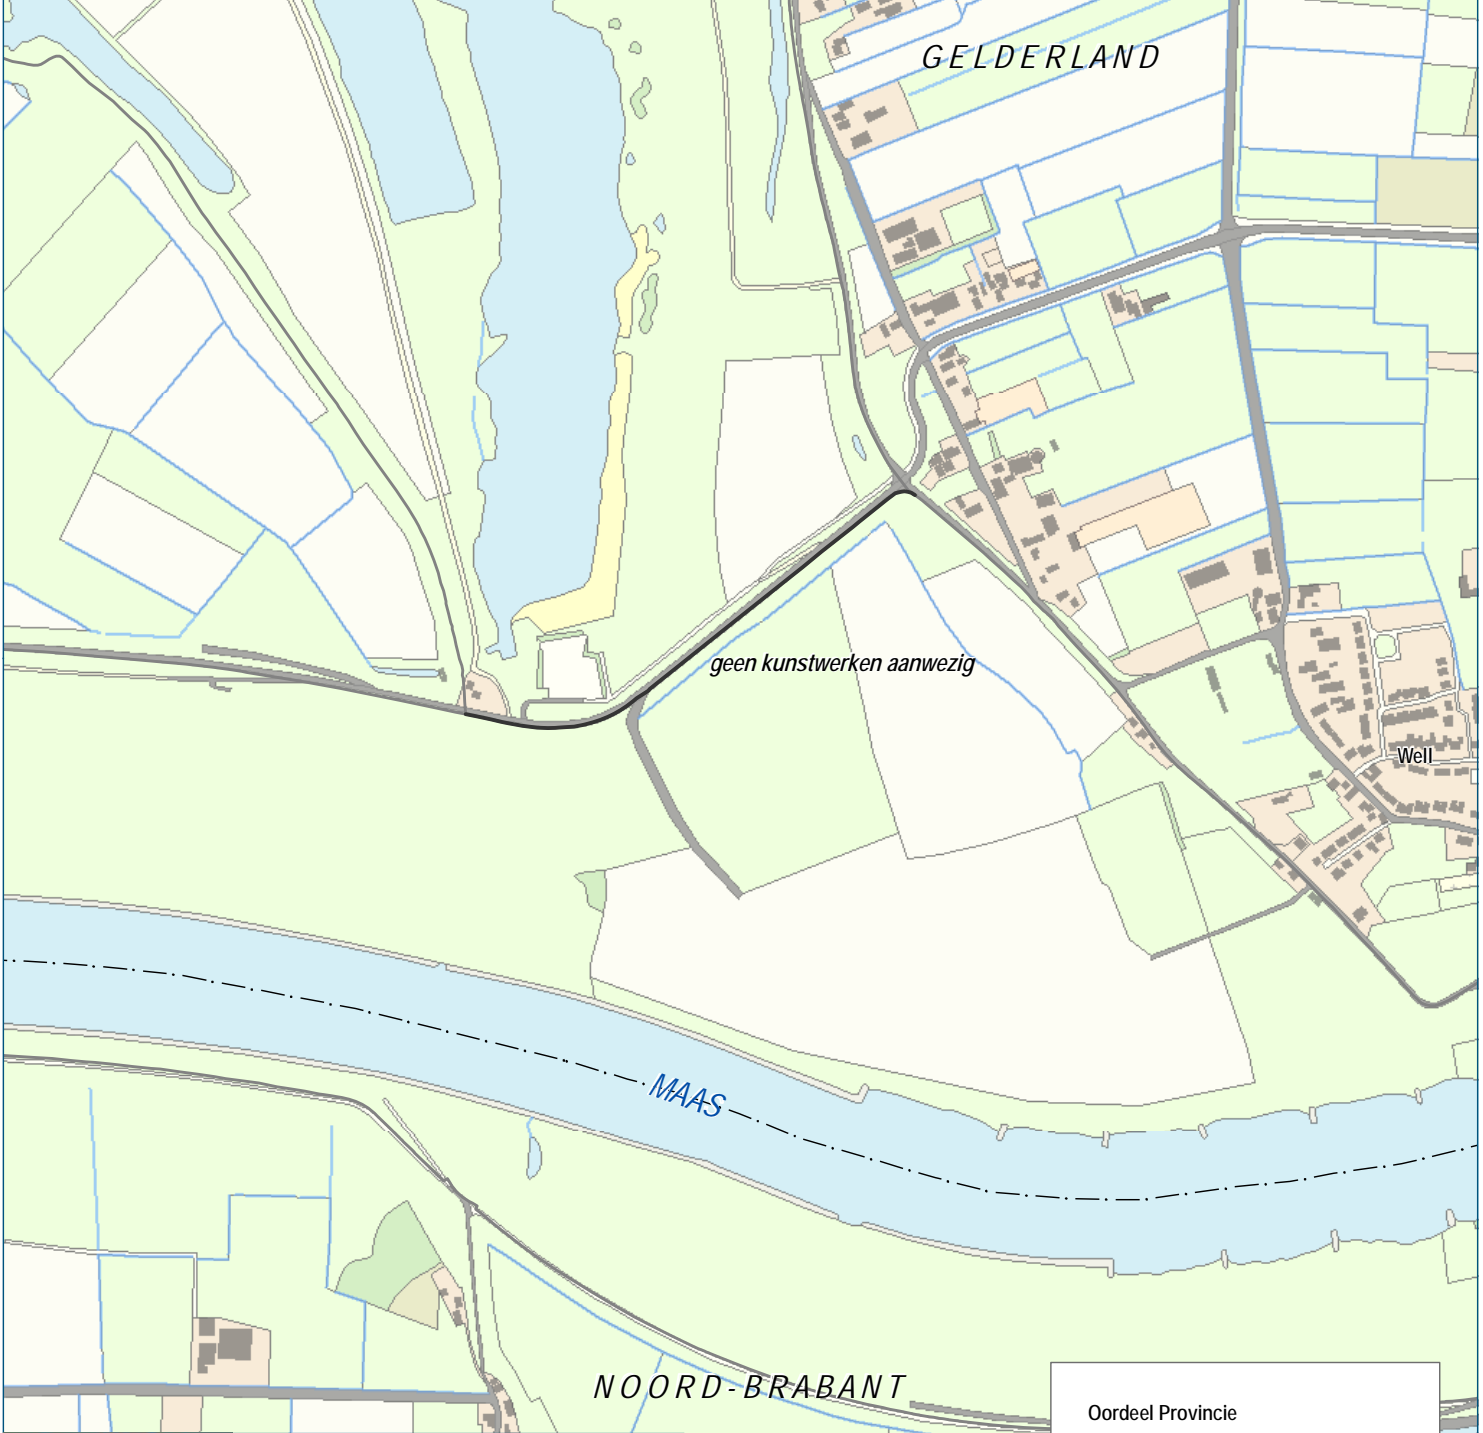 GELDERLAND
geen kunstwerken aanwezig
Well
MAAS
NOORD-BRABANT
Oordeel Provincie